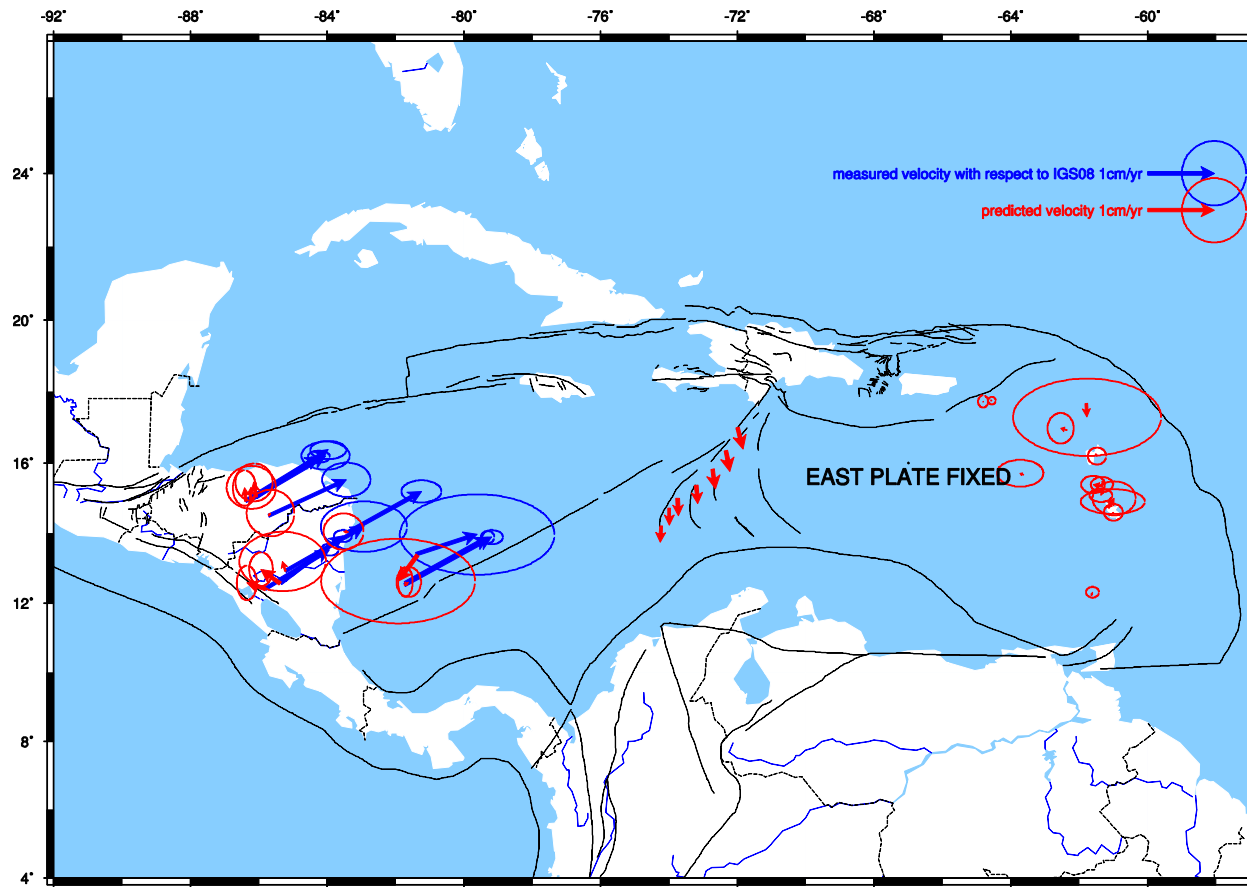 -92˚ -88˚ -84˚ -80˚ -76˚ -72˚ -68˚ -64˚ -60˚
24˚
measured velocity with respect to IGS08 1cm/yr
predicted velocity 1cm/yr
20˚
16˚
EAST PLATE FIXED
12˚
8˚
4˚